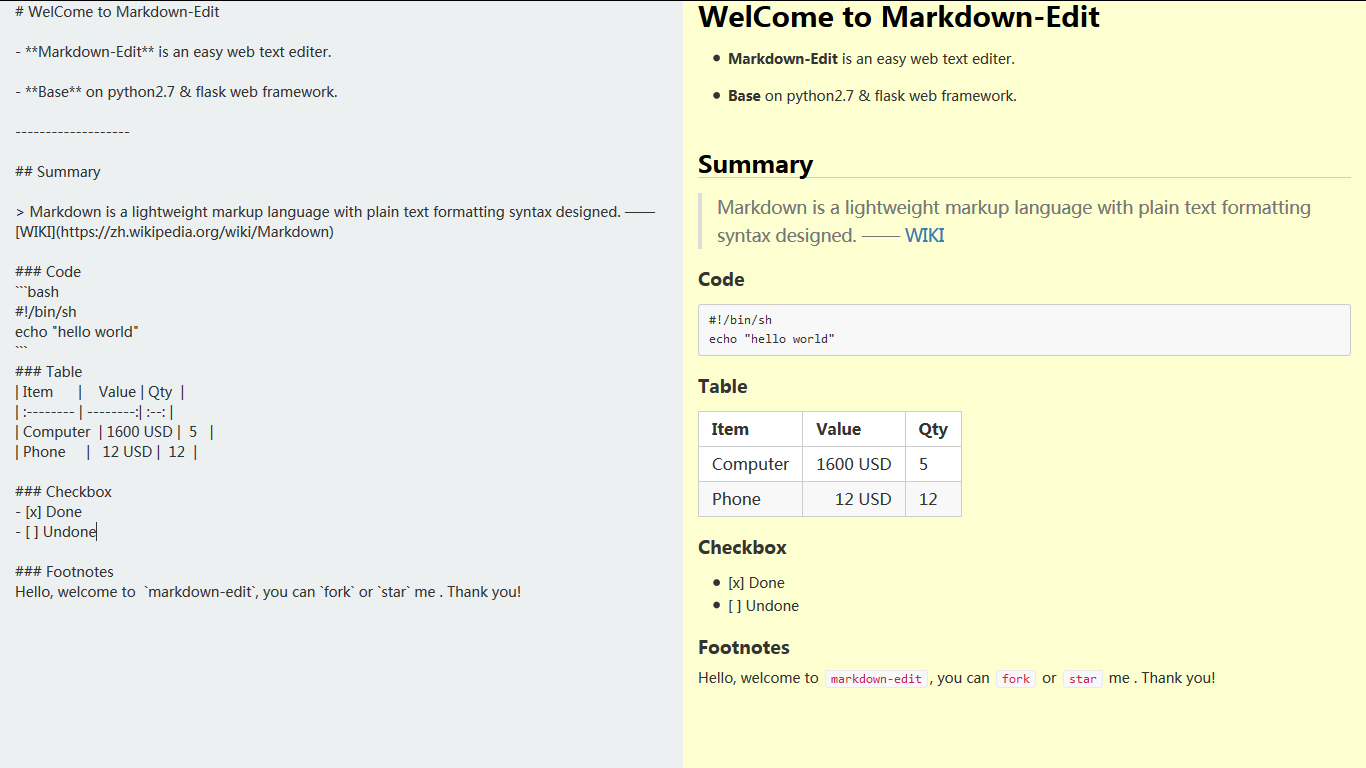 # WelCome to Markdown-Edit
- **Markdown-Edit** is an easy web text editer.
- **Base** on python2.7 & flask web framework.
-------------------
## Summary
> Markdown is a lightweight markup language with plain text formatting syntax designed. ——
[WIKI](https://zh.wikipedia.org/wiki/Markdown)
### Code
```bash
#!/bin/sh
echo "hello world"
```
### Table
| Item      |    Value | Qty  |
| :-------- | --------:| :--: |
| Computer  | 1600 USD |  5   |
| Phone     |   12 USD |  12  |
### Checkbox
- [x] Done
- [ ] Undone
### Footnotes
Hello, welcome to  `markdown-edit`, you can `fork` or `star` me . Thank you!
WelCome to Markdown-Edit
• Markdown-Edit is an easy web text editer.
• Base on python2.7 & flask web framework.
Summary
Markdown is a lightweight markup language with plain text formatting
syntax designed. —— WIKI
Code
#!/bin/sh
echo "hello world"
Table
Item Value Qty
Computer 1600 USD 5
Phone 12 USD 12
Checkbox
• [x] Done
• [ ] Undone
Footnotes
Hello, welcome to markdown-edit, you can fork or star me . Thank you!